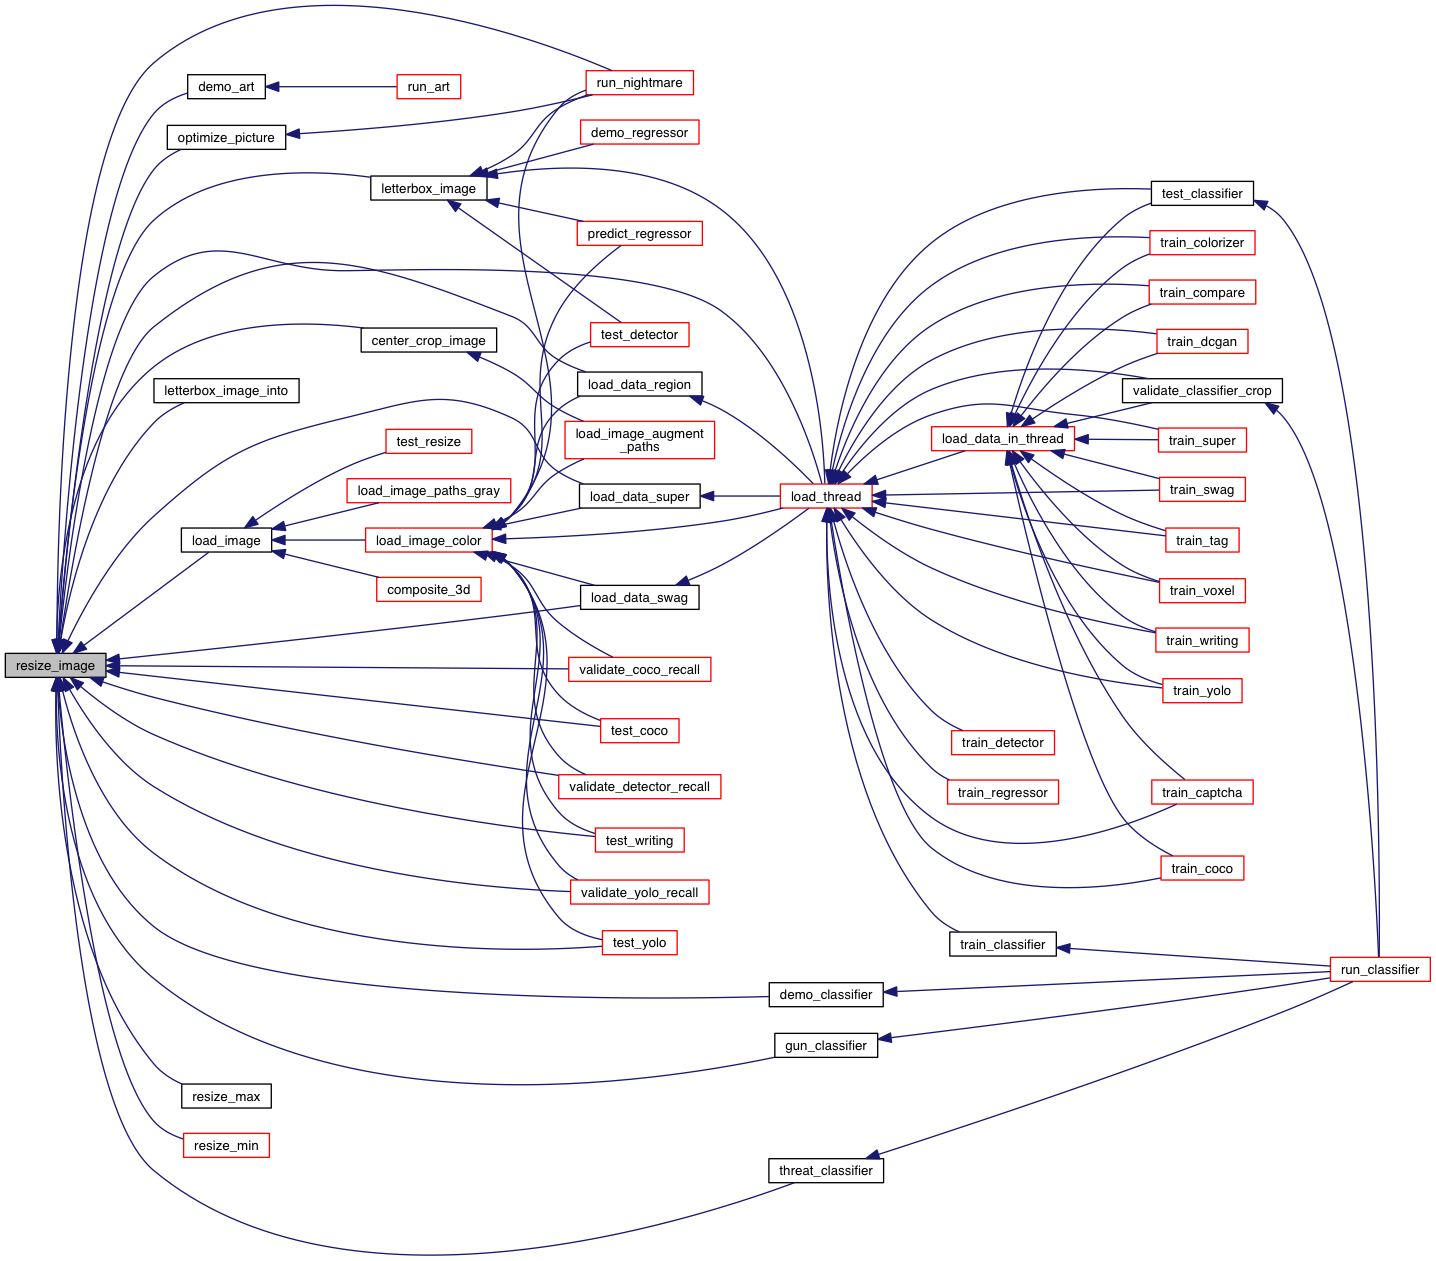 run_nightmare
demo_art
run_art
demo_regressor
optimize_picture
letterbox_image
test_classifier
predict_regressor
train_colorizer
train_compare
test_detector
center_crop_image
train_dcgan
load_data_region
letterbox_image_into
validate_classifier_crop
load_image_augment
_paths
test_resize
load_data_in_thread
train_super
load_image_paths_gray
load_data_super
load_thread
train_swag
load_image
load_image_color
train_tag
composite_3d
load_data_swag
train_voxel
train_writing
resize_image
validate_coco_recall
train_yolo
test_coco
train_detector
validate_detector_recall
train_regressor
train_captcha
test_writing
train_coco
validate_yolo_recall
test_yolo
train_classifier
run_classifier
demo_classifier
gun_classifier
resize_max
resize_min
threat_classifier